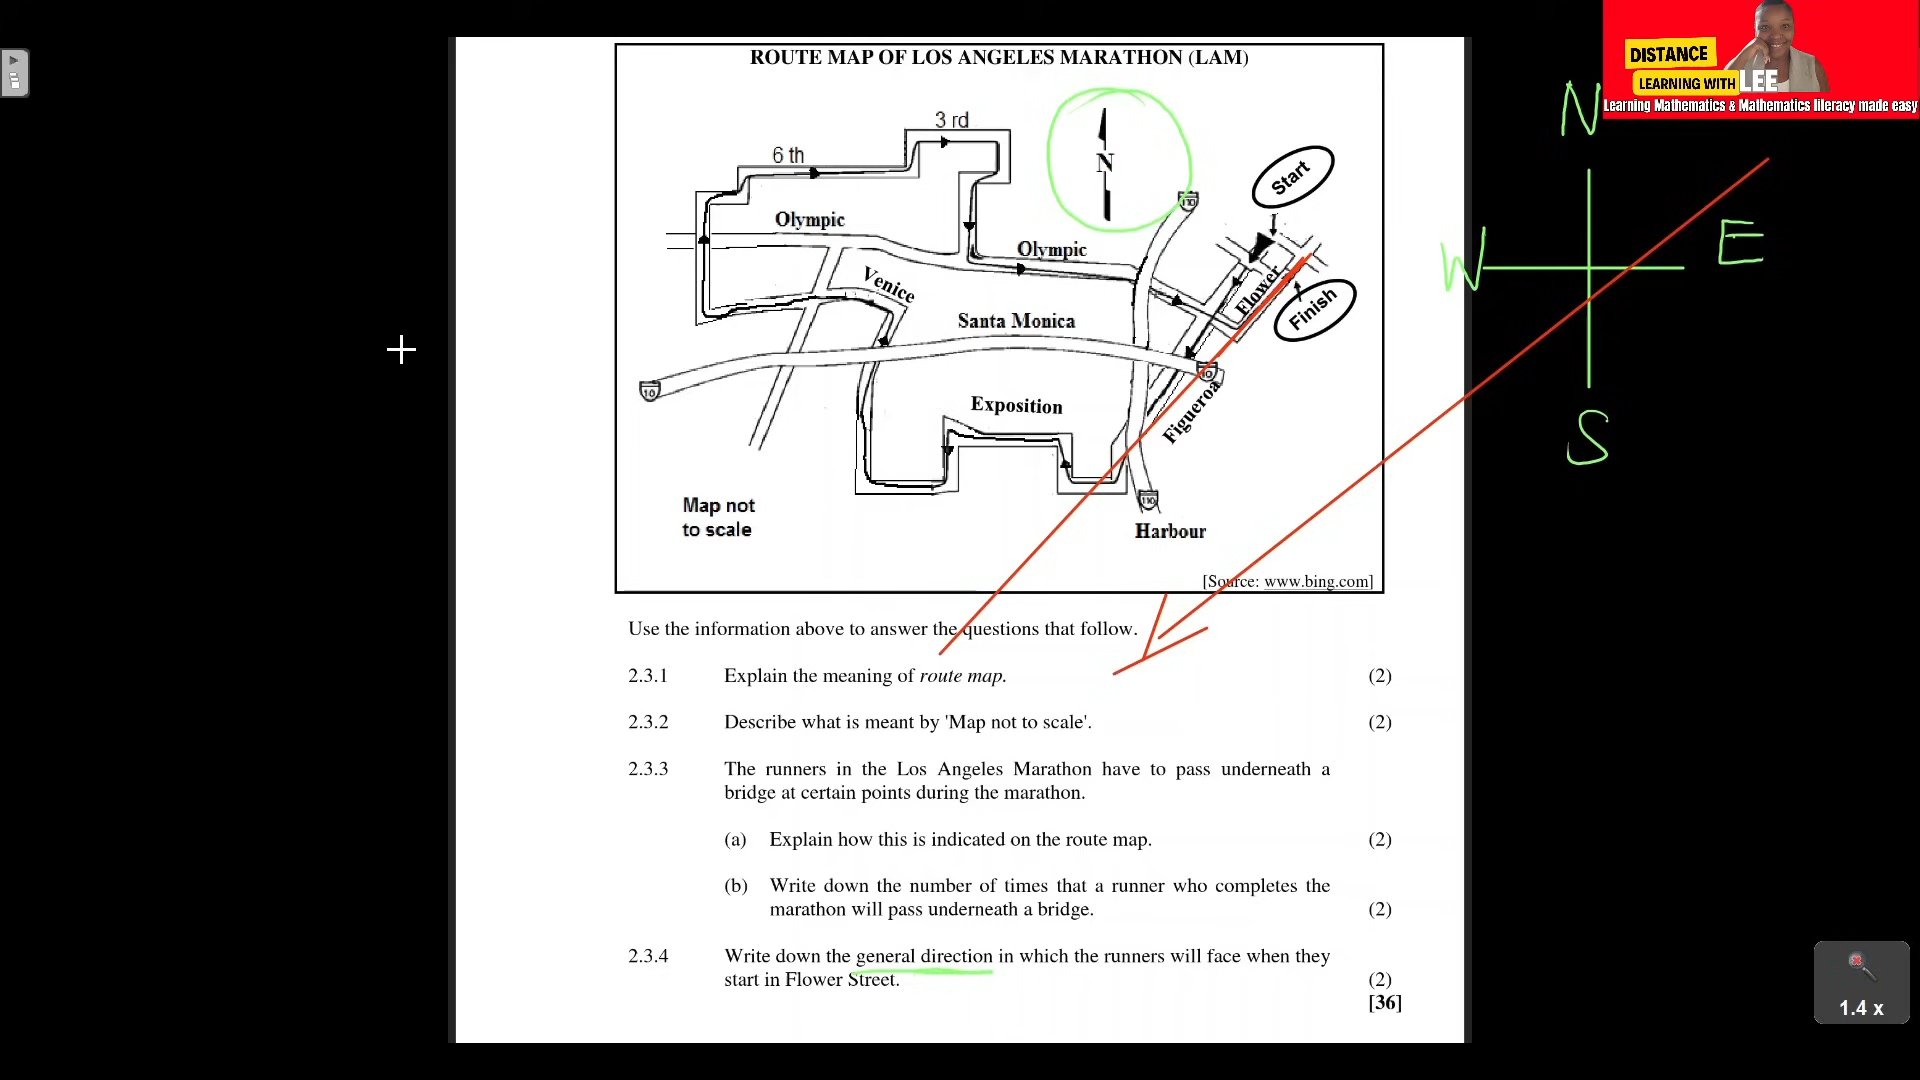 ROUTE MAP OF LOS ANGELES MARATHON (LAM)
DISTANCE
LEARNING WITH LEE
Learning Mathematics & Mathematics literacy made easy
N
3 rd
6 th
N
Start
110
Olympic
Olympic
W
E
Venice
Flower
Finish
Santa Monica
10
10
Exposition
Figueroa
S
110
Map not
to scale
Harbour
[Source: www.bing.com]
Use the information above to answer the questions that follow.
2.3.1 Explain the meaning of route map. (2)
2.3.2 Describe what is meant by 'Map not to scale'. (2)
2.3.3 The runners in the Los Angeles Marathon have to pass underneath a
bridge at certain points during the marathon.
(a) Explain how this is indicated on the route map. (2)
(b) Write down the number of times that a runner who completes the
marathon will pass underneath a bridge. (2)
2.3.4 Write down the general direction in which the runners will face when they
start in Flower Street. (2)
[36]
1.4 x